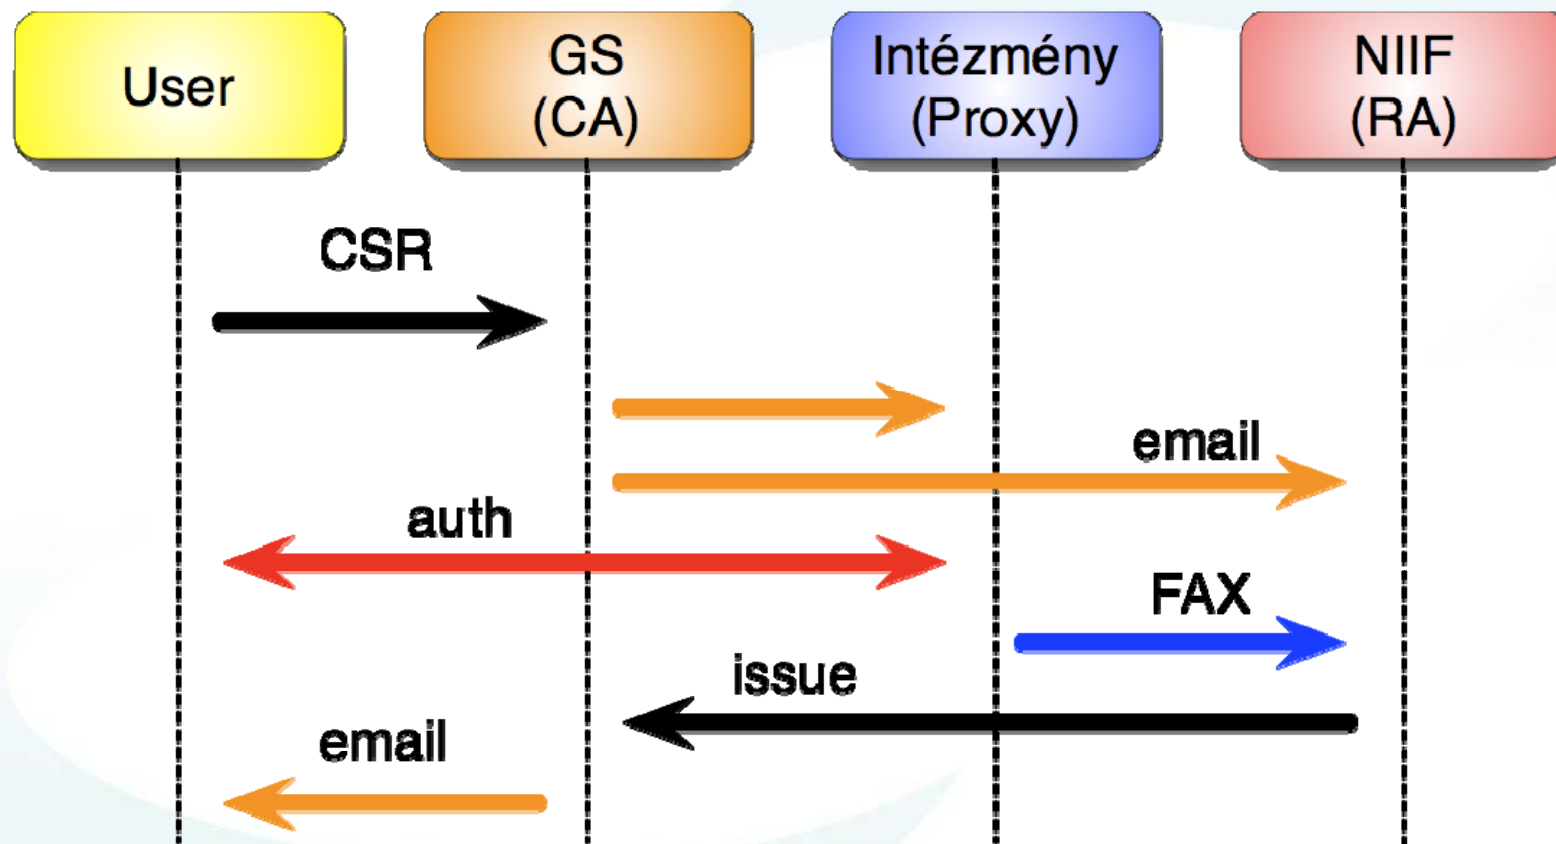 User
GS
(CA)
Intézmény
(Proxy)
NIIF
(RA)
CSR
email
auth
FAX
issue
email